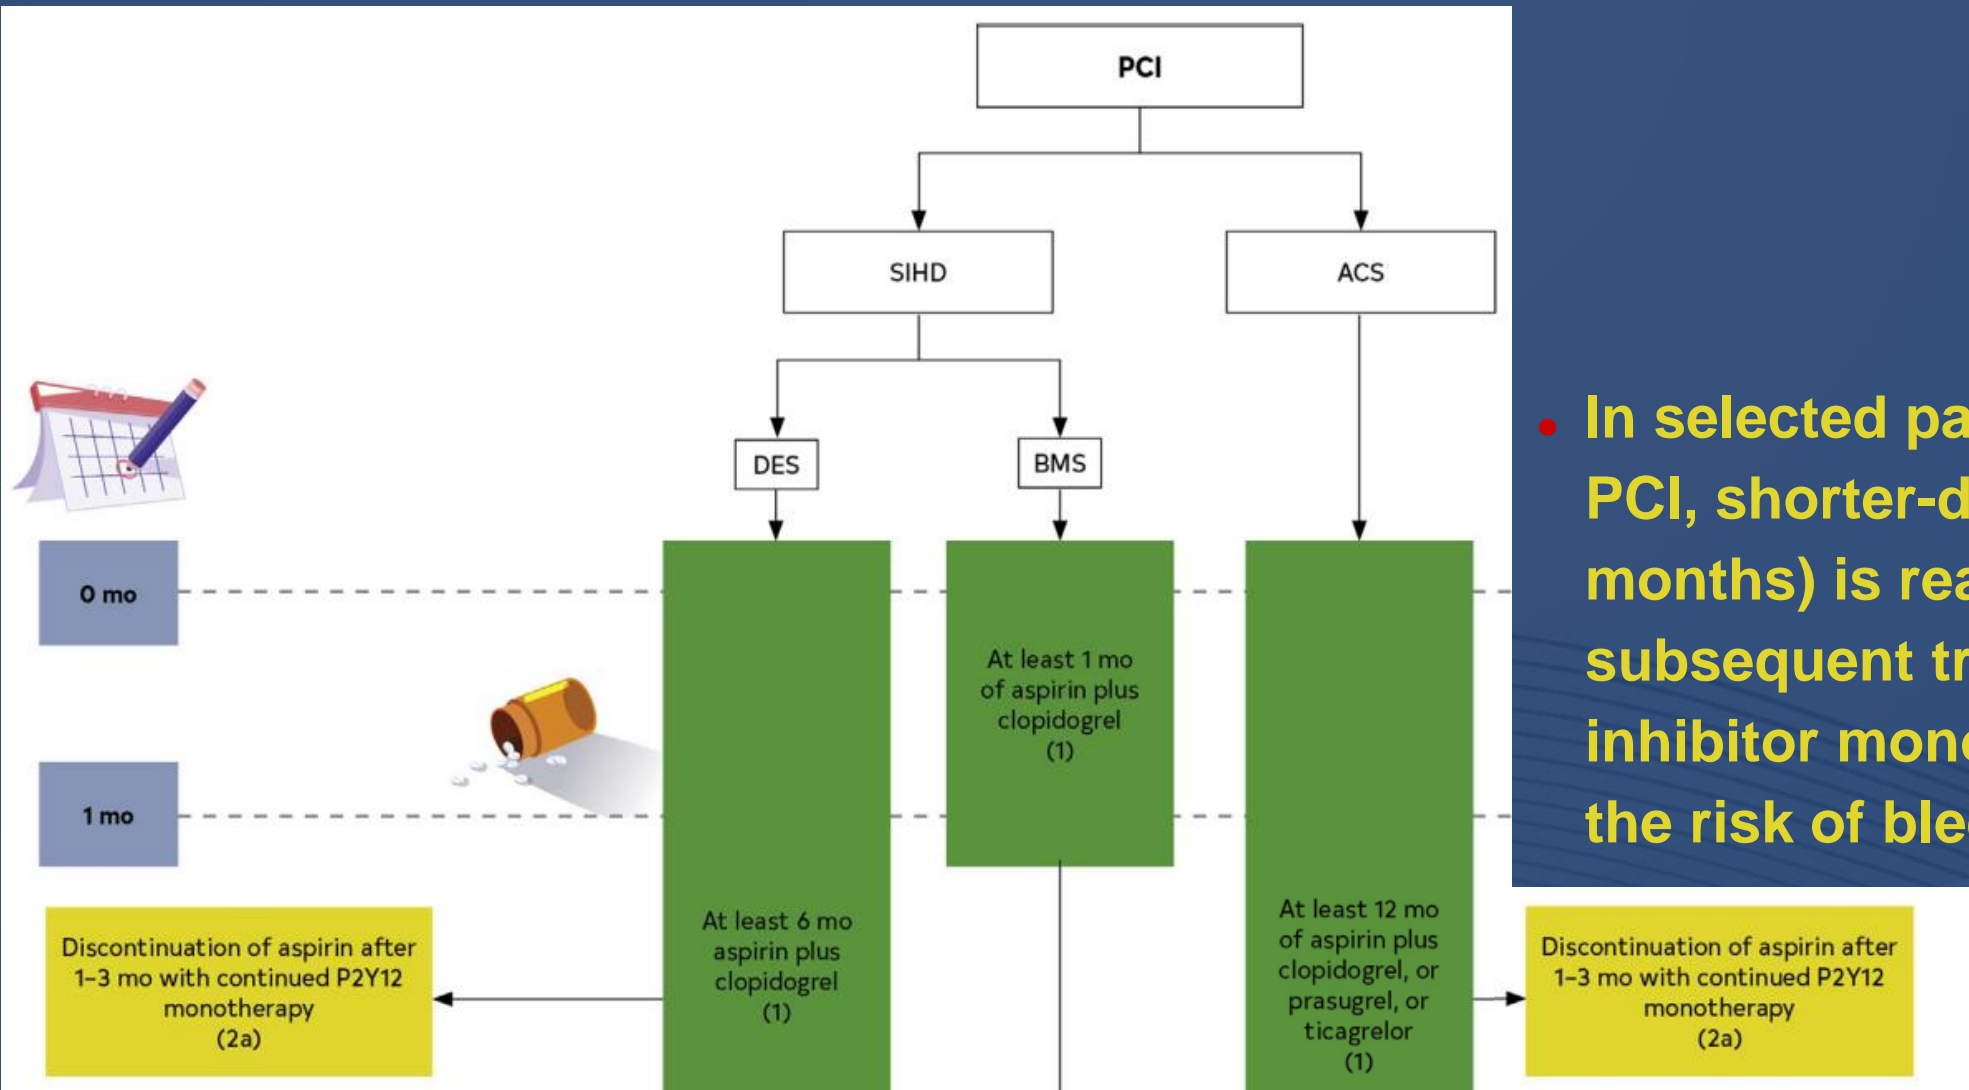 PCI
SIHD
ACS
DES
BMS
0 mo
1 mo
At least 1 mo
of aspirin plus
clopidogrel
(1)
At least 6 mo
aspirin plus
clopidogrel
(1)
At least 12 mo
of aspirin plus
clopidogrel, or
prasugrel, or
ticagrelor
(1)
Discontinuation of aspirin after
1–3 mo with continued P2Y12
monotherapy
(2a)
Discontinuation of aspirin after
1–3 mo with continued P2Y12
monotherapy
(2a)
• In selected pa
PCI, shorter-d
months) is rea
subsequent tr
inhibitor mon
the risk of ble